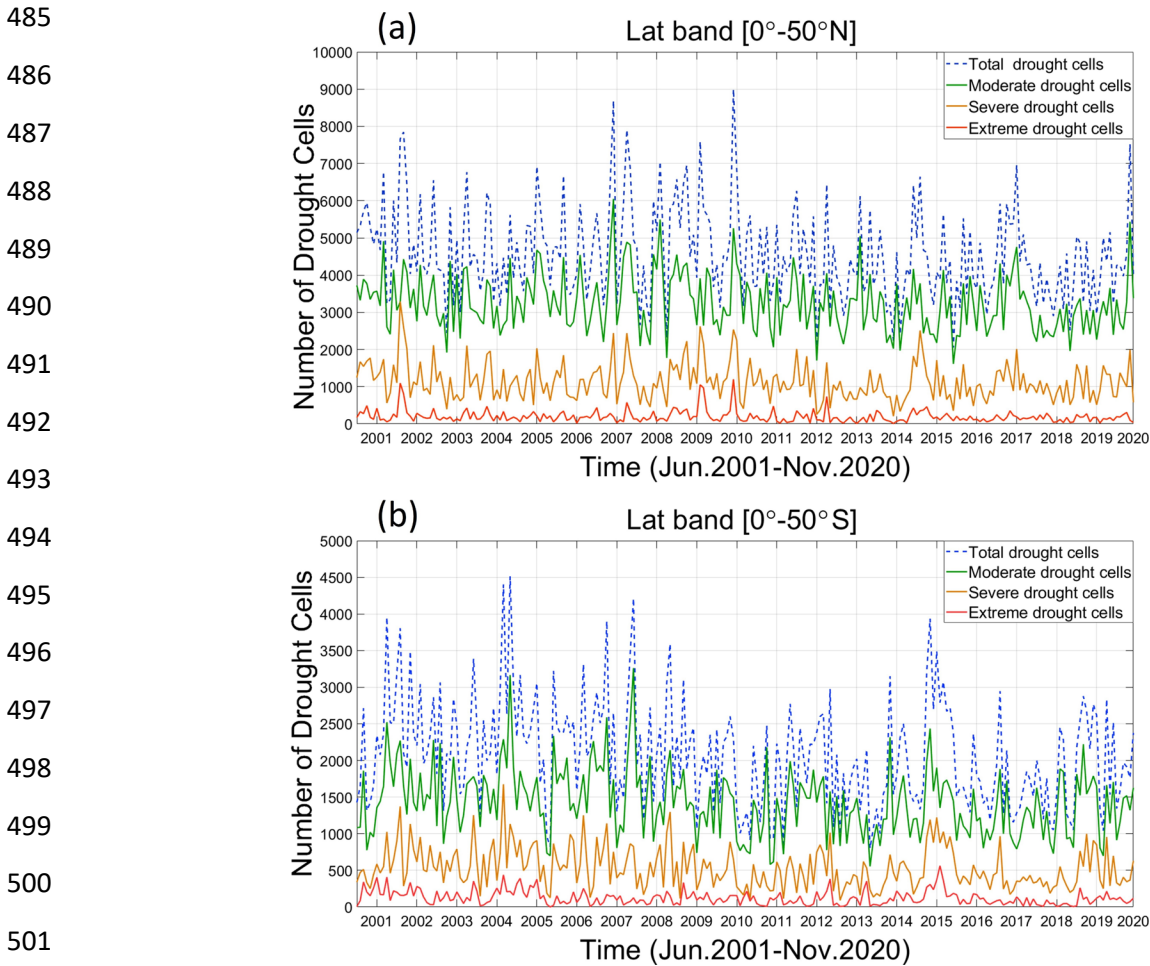 485
486
487
488
489
490
491
492
493
494
495
496
497
498
499
500
501
(a)
Lat band [0°-50°N]
Number of Drought Cells
10000
9000
8000
7000
6000
5000
4000
3000
2000
1000
0
Total drought cells
Moderate drought cells
Severe drought cells
Extreme drought cells
2001 2002 2003 2004 2005 2006 2007 2008 2009 2010 2011 2012 2013 2014 2015 2016 2017 2018 2019 2020
Time (Jun.2001-Nov.2020)
(b)
Lat band [0°-50°S]
Number of Drought Cells
5000
4500
4000
3500
3000
2500
2000
1500
1000
500
0
Total drought cells
Moderate drought cells
Severe drought cells
Extreme drought cells
2001 2002 2003 2004 2005 2006 2007 2008 2009 2010 2011 2012 2013 2014 2015 2016 2017 2018 2019 2020
Time (Jun.2001-Nov.2020)